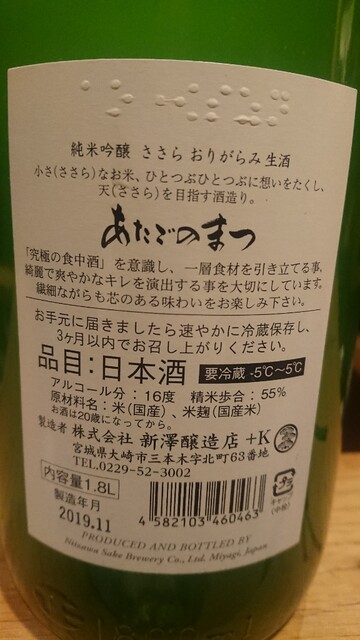 純米吟醸 ささら おりがらみ 生酒
小さ(ささら)なお米、ひとつぶひとつぶに想いをたくし、
天(ささら)を目指す酒造り。
あたごのまつ
「究極の食中酒」を意識し、一層食材を引き立てる事、
綺麗で爽やかなキレを演出する事を大切にしています。
繊細ながらも芯のある味わいをお楽しみ下さい。
お手元に届きましたら速やかに冷蔵保存し、
3ヶ月以内でお召し上がりください。
品目:日本酒 要冷蔵 -5℃~5℃
アルコール分:16度 精米歩合:55%
原材料名:米(国産)、米麹(国産米)
お酒は20歳になってから。
製造者 株式会社 新澤醸造店 +K
宮城県大崎市三本木字北町63番地
TEL.0229-52-3002
内容量1.8L
製造年月
2019.11
4 582103 460463
PRODUCED AND BOTTLED BY
Niizawa Sake Brewery Co., Ltd. Miyagi, Japan